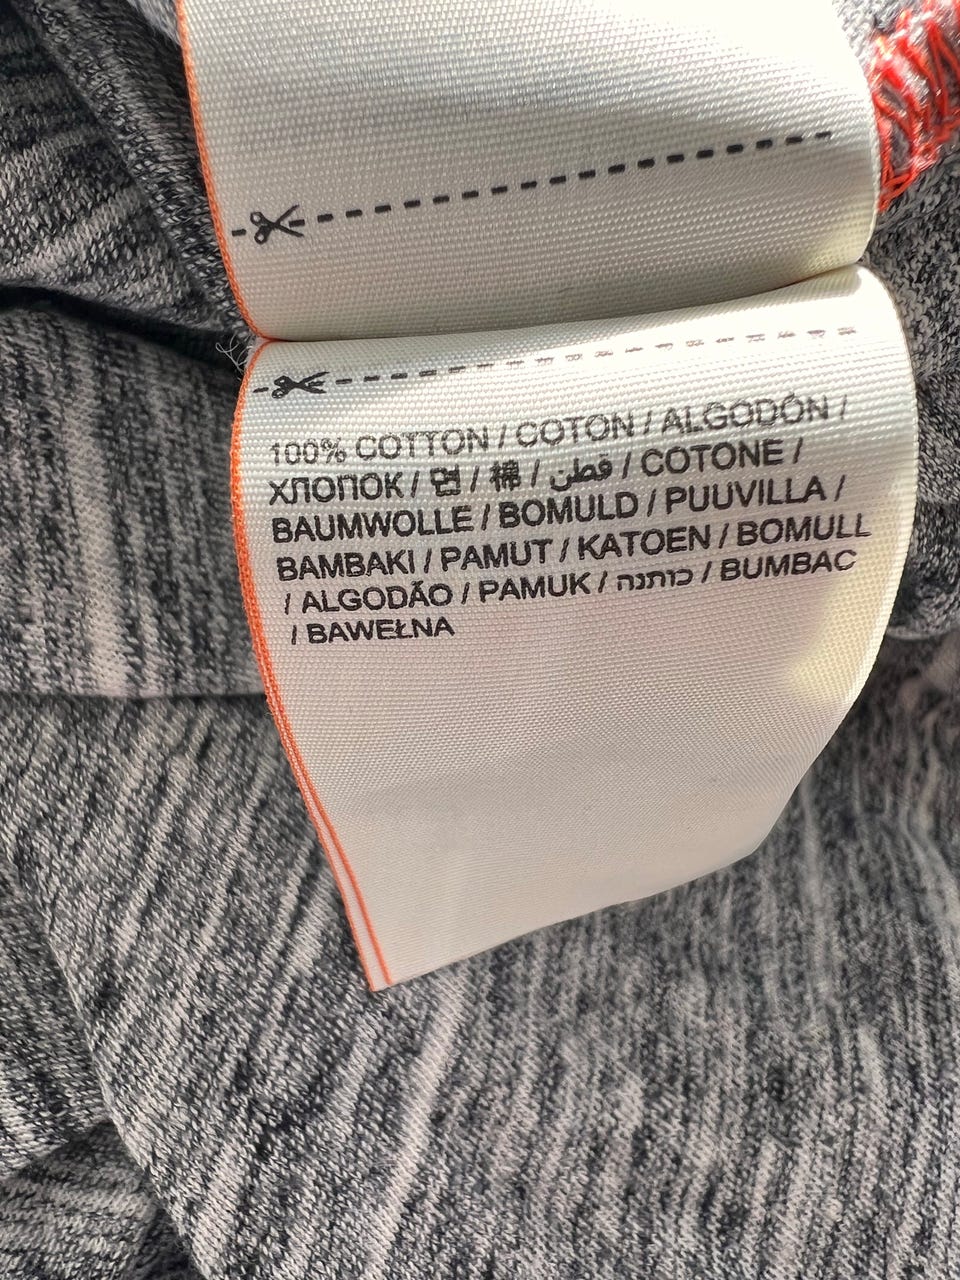 100% COTTON / COTON / ALGODÓN /
ХЛОПОК / 면 / 棉 / قطن / COTONE /
BAUMWOLLE / BOMULD / PUUVILLA /
BAMBAKI / PAMUT / KATOEN / BOMULL
/ ALGODÃO / PAMUK / כותנה / BUMBAC
/ BAWEŁNA